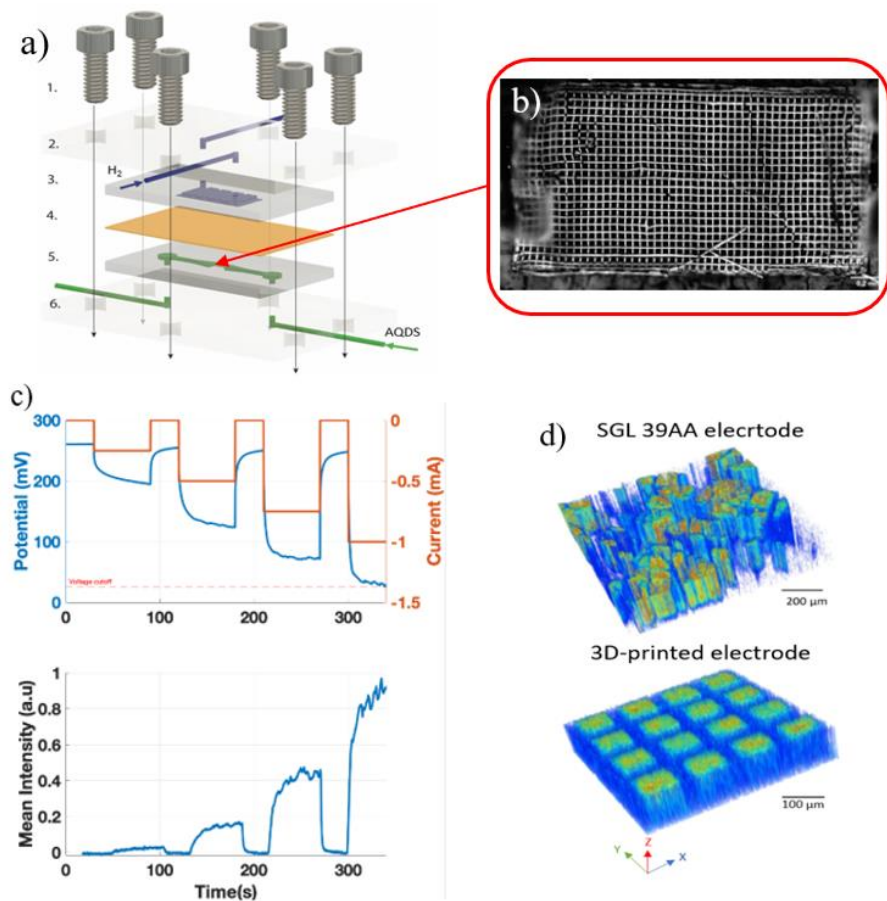 a)
1.
2.
H2
3.
4.
5.
6.
AQDS
b)
c)
300
200
100
0
Potential (mV)
Voltage cutoff
0
-0.5
-1
-1.5
Current (mA)
0
100
200
300
1
0.8
0.6
0.4
0.2
0
Mean Intensity (a.u)
0
100
200
300
Time(s)
d)
SGL 39AA elecrtode
200 µm
3D-printed electrode
100 µm
Y
Z
X